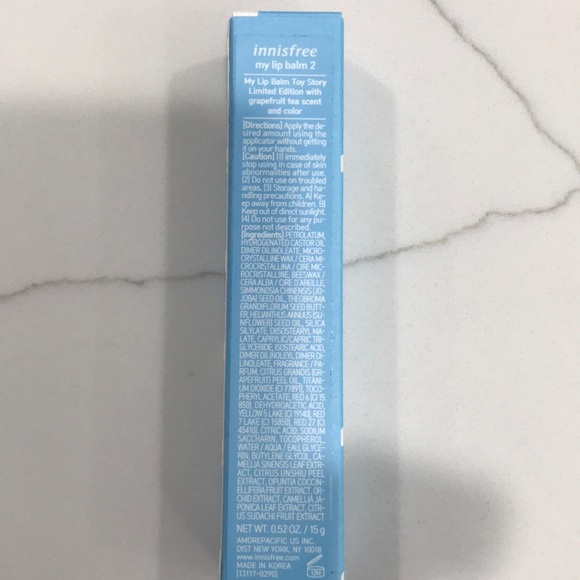 innisfree
my lip balm 2
My Lip Balm Toy Story
Limited Edition with
grapefruit tea scent
and color
[Directions] Apply the de-
sired amount using the
applicator without getting
it on your hands.
[Caution] (1) Immediately
stop using in case of skin
abnormalities after use.
(2) Do not use on troubled
areas. (3) Storage and ha-
ndling precautions. A) Ke-
ep away from children. B)
Keep out of direct sunlight.
(4) Do not use for any pu-
rpose not described.
[Ingredients] PETROLATUM,
HYDROGENATED CASTOR OIL
DIMER DILINOLEATE, MICRO-
CRYSTALLINE WAX / CERA MI
CROCRISTALLINA / CIRE MIC-
ROCRISTALLINE, BEESWAX /
CERA ALBA / CIRE D'ABEILLE,
SIMMONDSIA CHINENSIS (JO-
JOBA) SEED OIL, THEOBROMA
GRANDIFLORUM SEED BUTT-
ER, HELIANTHUS ANNUUS (SU-
NFLOWER) SEED OIL, SILICA
SILYLATE, DIISOSTEARYL MA-
LATE, CAPRYLIC/CAPRIC TRI-
GLYCERIDE, ISOSTEARIC ACID,
DIMER DILINOLEYL DIMER DI-
LINOLEATE, FRAGRANCE / PA-
RFUM, CITRUS GRANDIS (GR-
APEFRUIT) PEEL OIL, TITANI-
UM DIOXIDE (CI 77891), TOCO-
PHERYL ACETATE, RED 6 (CI 15
850), DEHYDROACETIC ACID,
YELLOW 5 LAKE (CI 19140), RED
7 LAKE (CI 15850), RED 27 (CI
45410), CITRIC ACID, SODIUM
SACCHARIN, TOCOPHEROL,
WATER / AQUA / EAU, GLYCE-
RIN, BUTYLENE GLYCOL, CA-
MELLIA SINENSIS LEAF EXTR-
ACT, CITRUS UNSHIU PEEL
EXTRACT, OPUNTIA COCCIN-
ELLIFERA FRUIT EXTRACT, OR-
CHID EXTRACT, CAMELLIA JA-
PONICA LEAF EXTRACT, CITR-
US SUDACHI FRUIT EXTRACT
NET WT. 0.52 OZ. / 15 g
AMOREPACIFIC US INC.
DIST NEW YORK, NY 10018
www.innisfree.com
MADE IN KOREA
[13117-0290]
12M